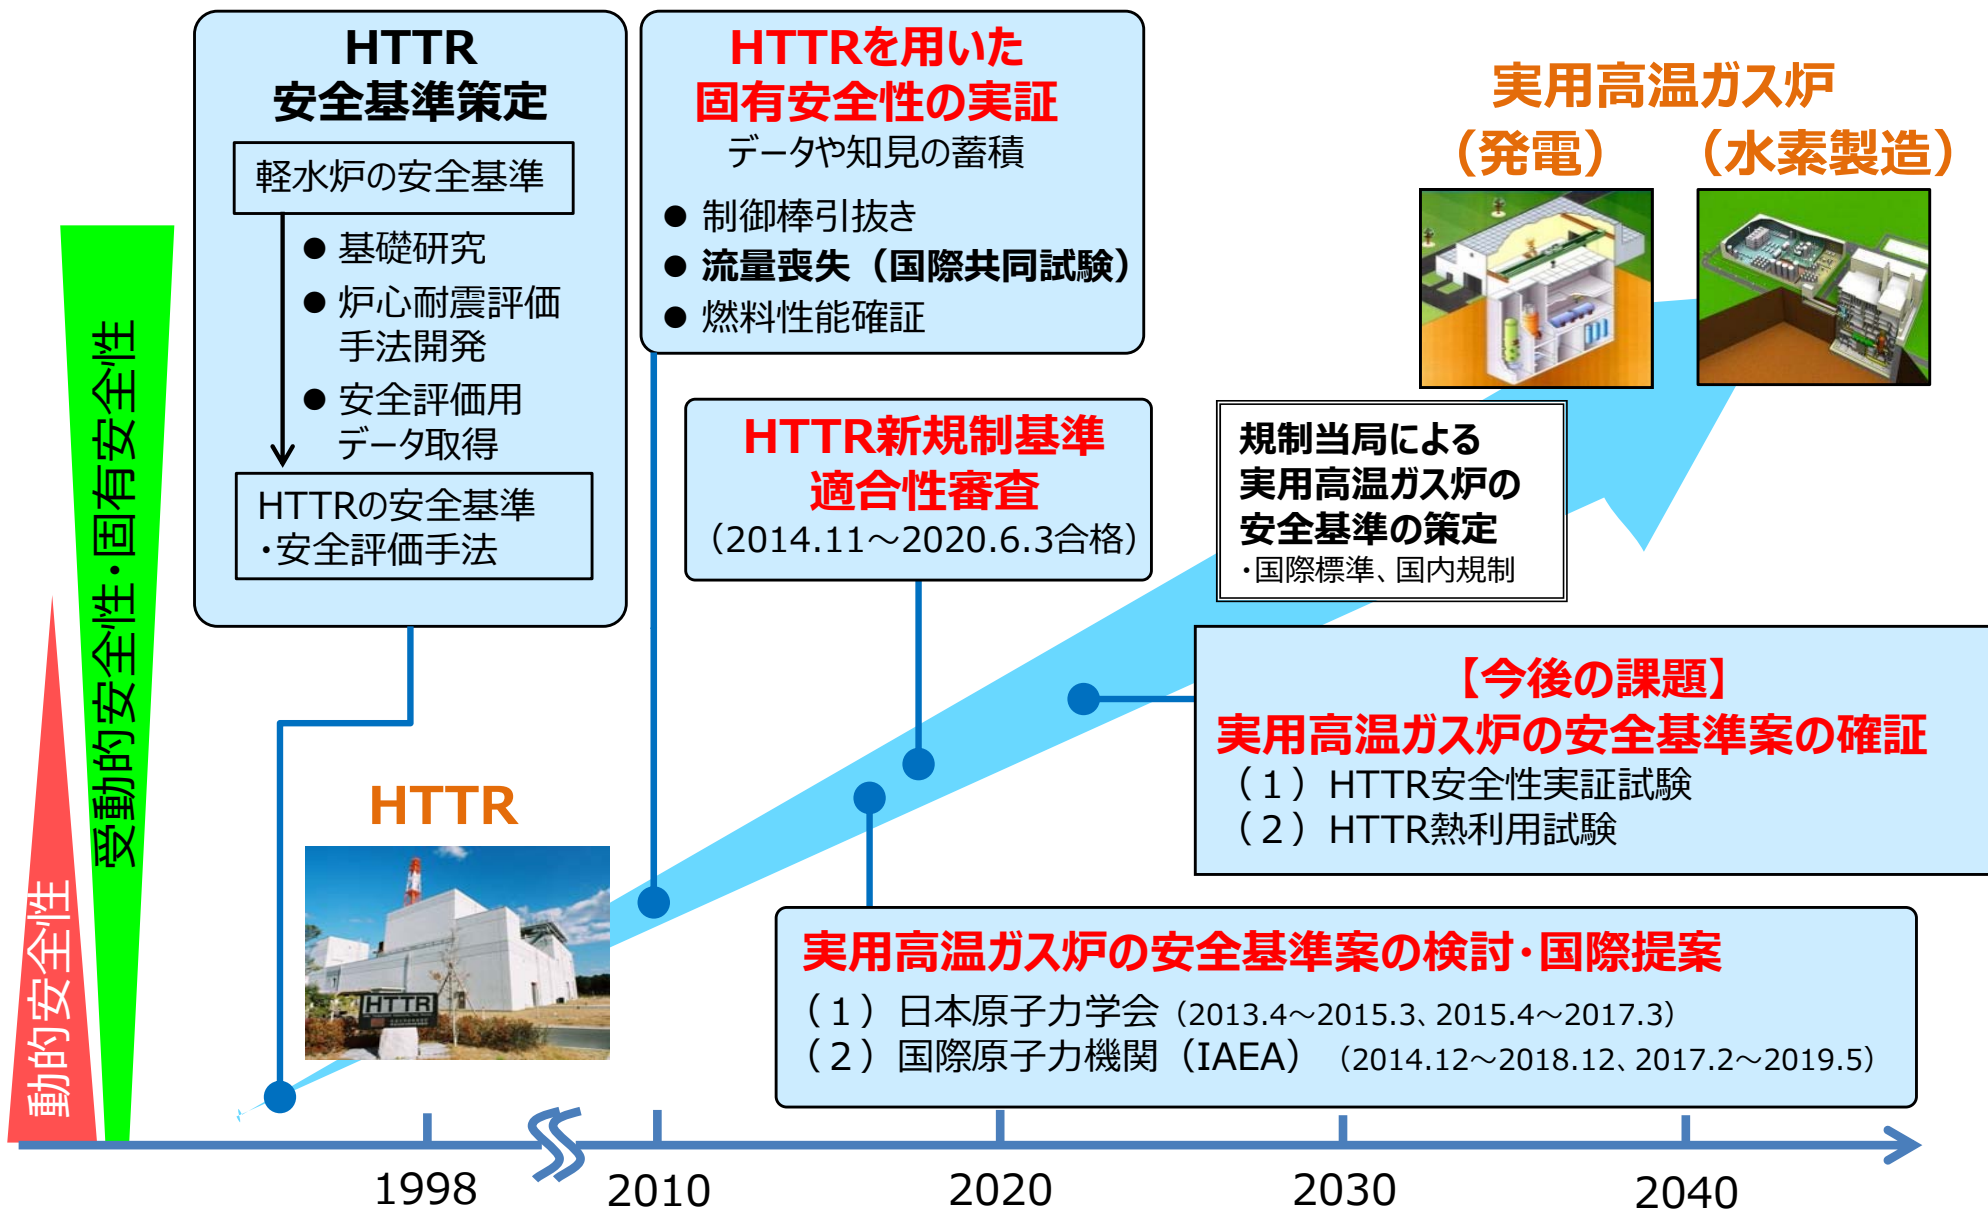 HTTR
安全基準策定
軽水炉の安全基準
● 基礎研究
● 炉心耐震評価
手法開発
● 安全評価用
データ取得
HTTRの安全基準
・安全評価手法
HTTRを用いた
固有安全性の実証
データや知見の蓄積
● 制御棒引抜き
● 流量喪失（国際共同試験）
● 燃料性能確証
実用高温ガス炉
（発電）　（水素製造）
HTTR新規制基準
適合性審査
（2014.11～2020.6.3合格）
規制当局による
実用高温ガス炉の
安全基準の策定
・国際標準、国内規制
【今後の課題】
実用高温ガス炉の安全基準案の確証
（１）HTTR安全性実証試験
（２）HTTR熱利用試験
受動的安全性・固有安全性
動的安全性
HTTR
HTTR
実用高温ガス炉の安全基準案の検討・国際提案
（１）日本原子力学会（2013.4～2015.3、2015.4～2017.3）
（２）国際原子力機関（IAEA）（2014.12～2018.12、2017.2～2019.5）
1998
2010
2020
2030
2040